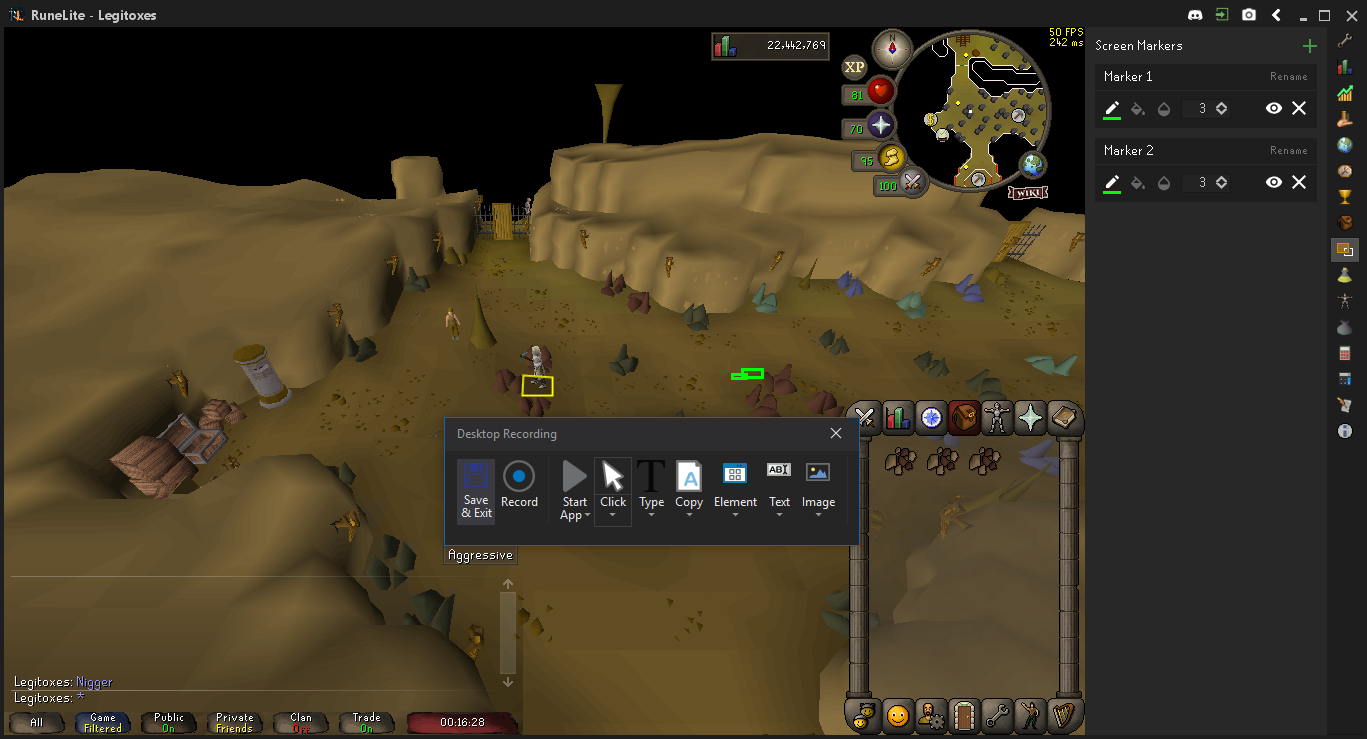 RuneLite - Legitoxes
22,442,769
50 FPS
242 ms
XP
81
70
95
100
WIKI
Screen Markers
Marker 1
Rename
3
Marker 2
Rename
3
Desktop Recording
Save
& Exit
Record
Start
App
Click
T
Type
A
Copy
Element
ABI
Text
Image
Aggressive
Legitoxes: Nigger
Legitoxes: *
All
Game
Filtered
Public
On
Private
Friends
Clan
Off
Trade
On
00:16:28